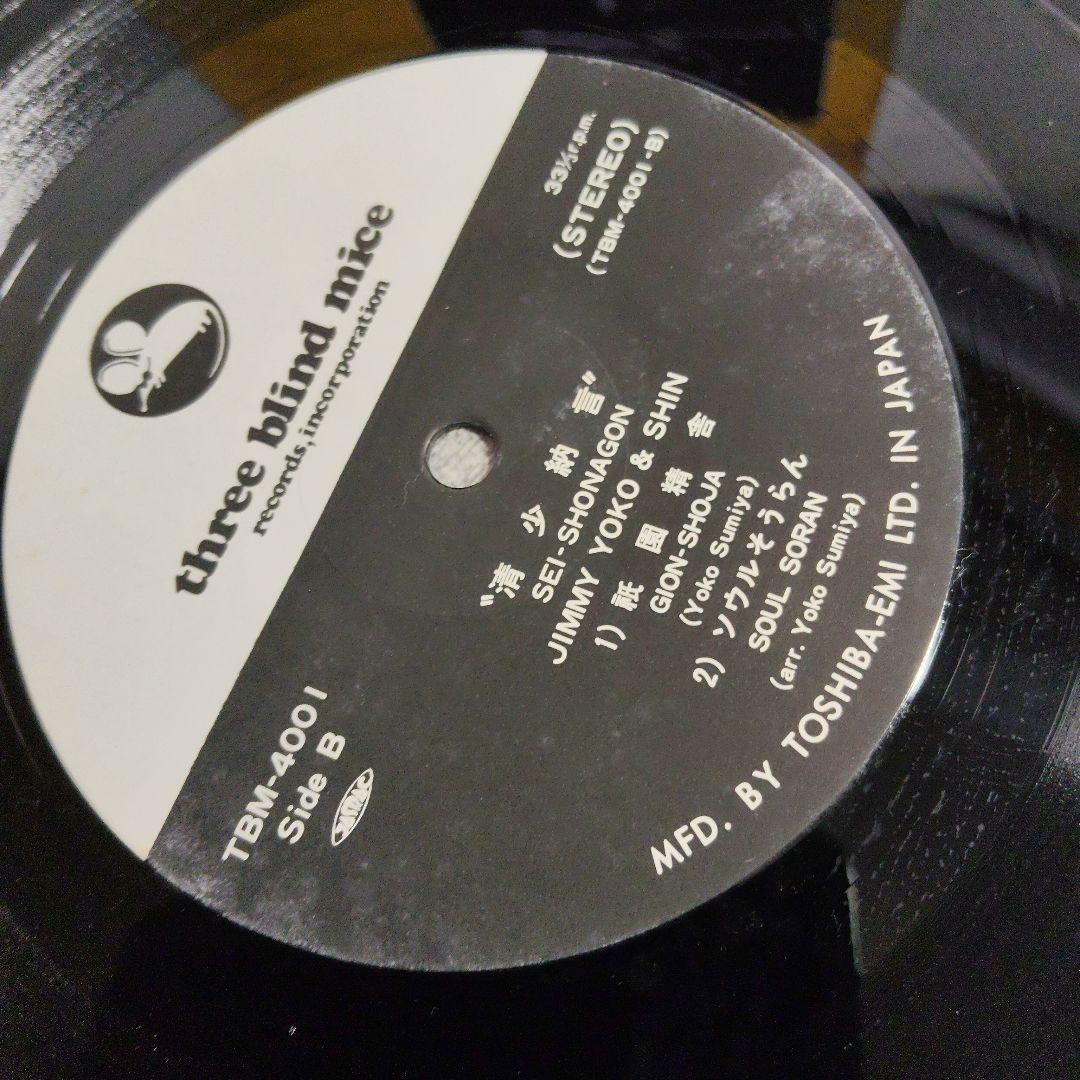 three blind mice
records, incorporation
33⅓ r.p.m.
(STEREO)
(TBM-4001-B)
TBM-4001
Side B
JASRAC
〝清少納言〟
SEI-SHONAGON
JIMMY YOKO & SHIN
1) 祇園精舎
GION-SHOJA
(Yoko Sumiya)
2) ソウルそうらん
SOUL SORAN
(arr. Yoko Sumiya)
MFD. BY TOSHIBA-EMI LTD. IN JAPAN